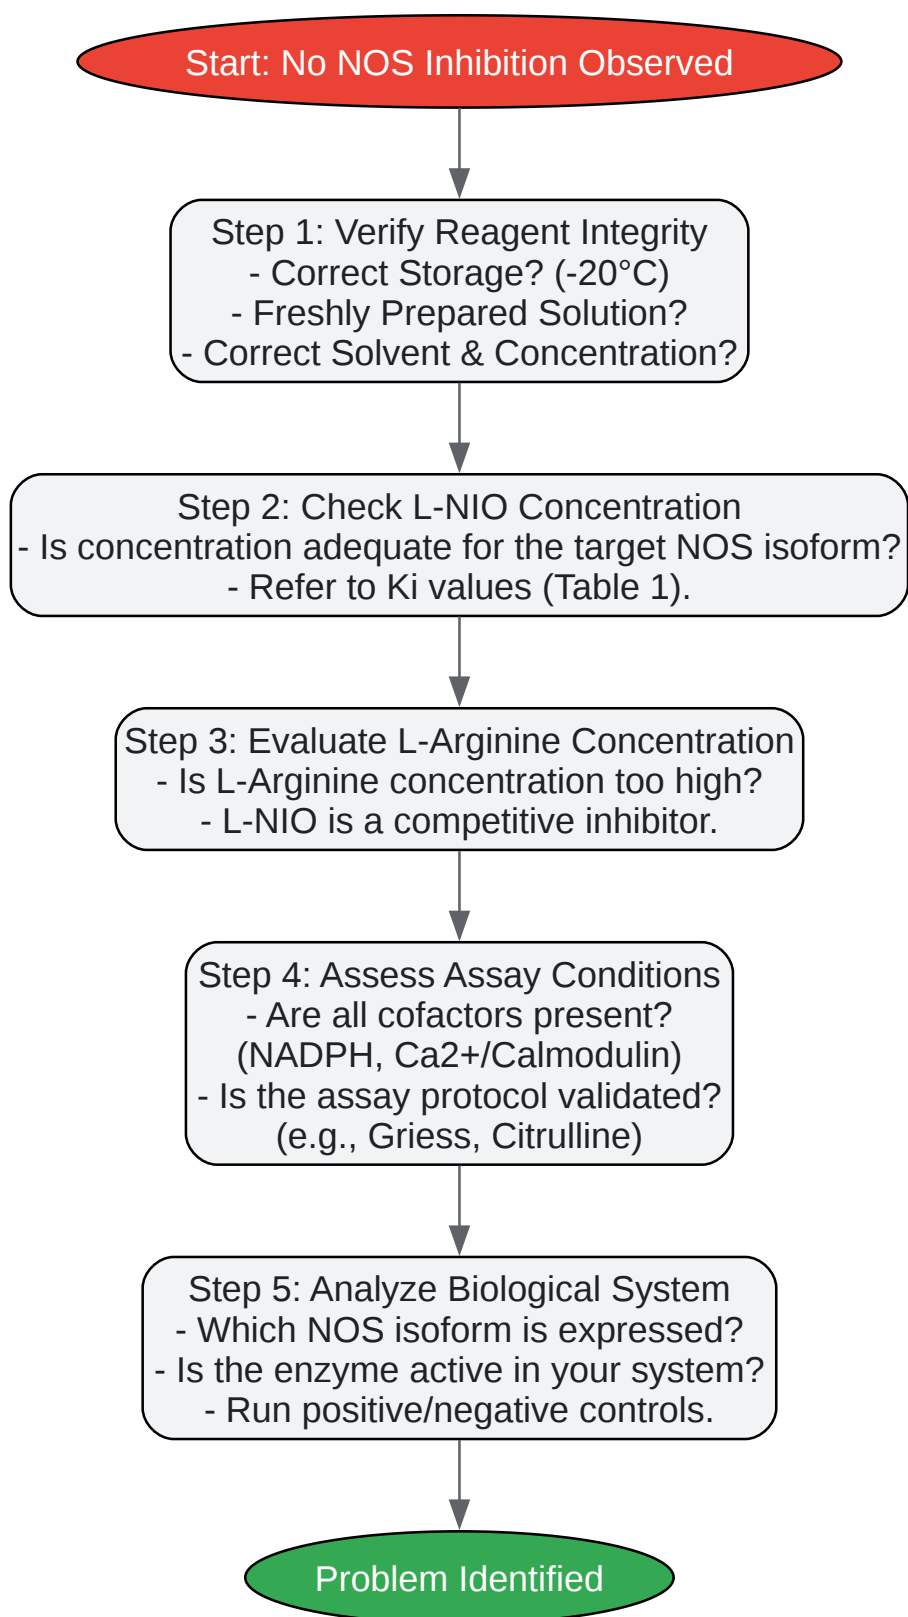 Start: No NOS Inhibition Observed
Step 1: Verify Reagent Integrity
- Correct Storage? (-20°C)
- Freshly Prepared Solution?
- Correct Solvent & Concentration?
Step 2: Check L-NIO Concentration
- Is concentration adequate for the target NOS isoform?
- Refer to Ki values (Table 1).
Step 3: Evaluate L-Arginine Concentration
- Is L-Arginine concentration too high?
- L-NIO is a competitive inhibitor.
Step 4: Assess Assay Conditions
- Are all cofactors present?
(NADPH, Ca2+/Calmodulin)
- Is the assay protocol validated?
(e.g., Griess, Citrulline)
Step 5: Analyze Biological System
- Which NOS isoform is expressed?
- Is the enzyme active in your system?
- Run positive/negative controls.
Problem Identified